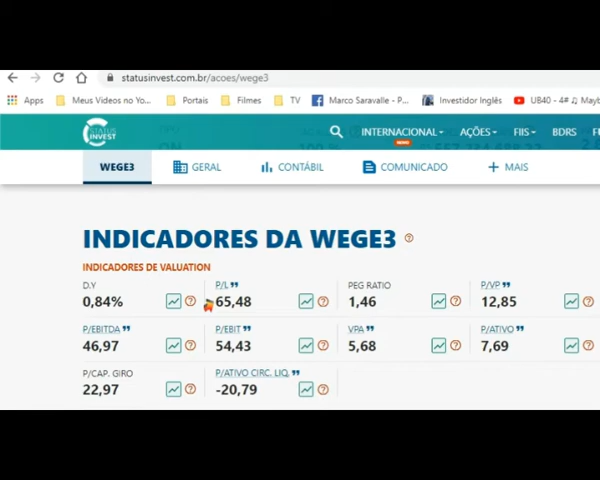 statusinvest.com.br/acoes/wege3
Apps Meus Videos no Yo... Portais Filmes TV Marco Saravalle - P... Investidor Inglês UB40 - 4# ♫ Mayb
STATUS INVEST INTERNACIONAL AÇÕES FIIS BDRS
WEGE3 GERAL CONTÁBIL COMUNICADO + MAIS
INDICADORES DA WEGE3
INDICADORES DE VALUATION
D.Y P/L PEG RATIO P/VP
0,84% 65,48 1,46 12,85
P/EBITDA P/EBIT VPA P/ATIVO
46,97 54,43 5,68 7,69
P/CAP. GIRO P/ATIVO CIRC. LIQ.
22,97 -20,79